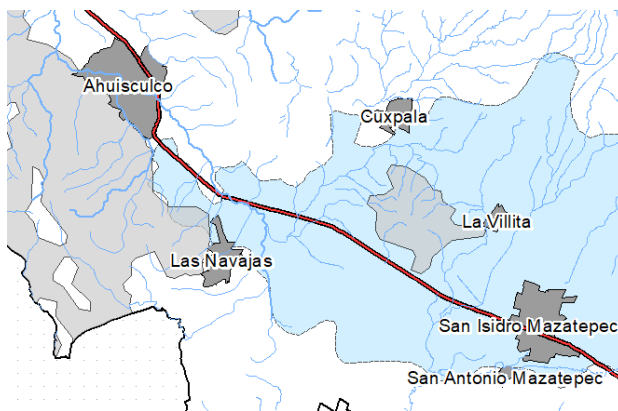 Ahuisculco
Cuxpala
La Villita
Las Navajas
San Isidro Mazatepec
San Antonio Mazatepec